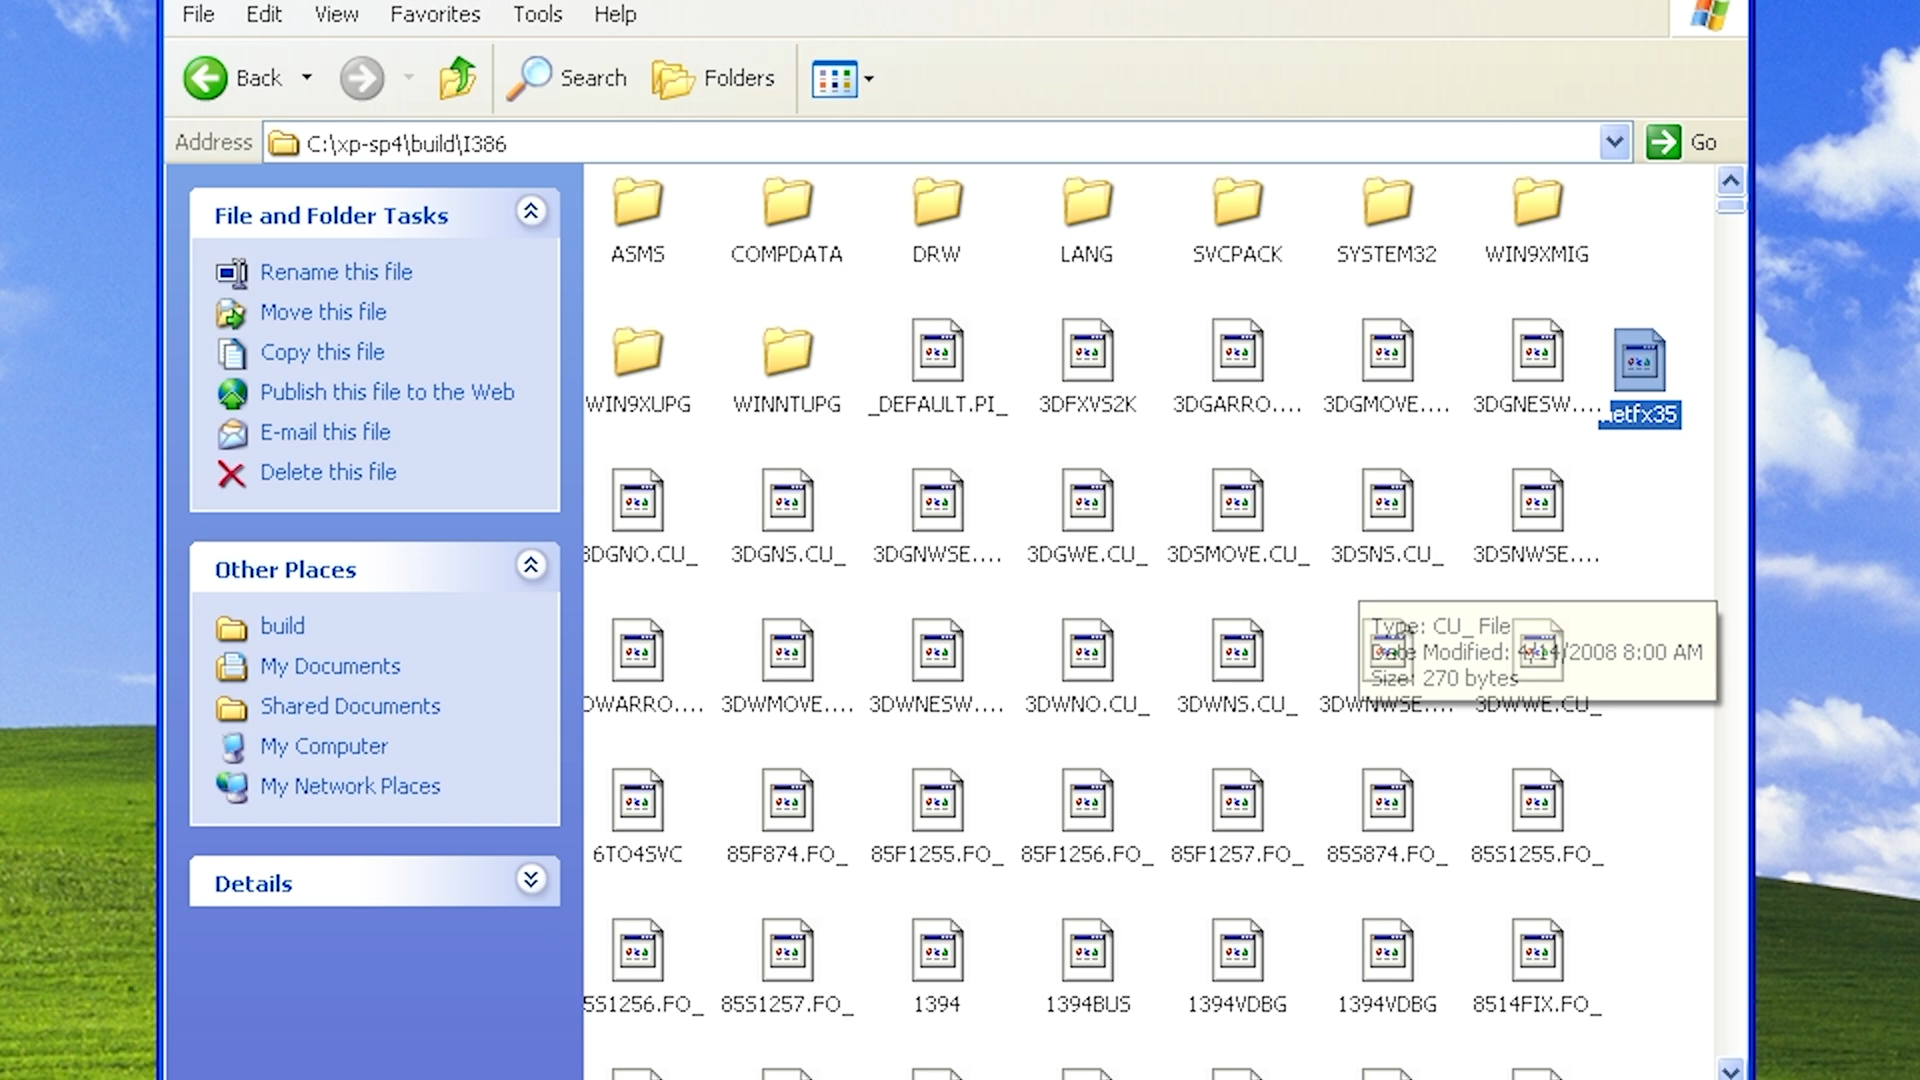 File Edit View Favorites Tools Help
Back Search Folders
Address C:\xp-sp4\build\I386 Go
File and Folder Tasks
Rename this file
Move this file
Copy this file
Publish this file to the Web
E-mail this file
Delete this file
Other Places
build
My Documents
Shared Documents
My Computer
My Network Places
Details
ASMS COMPDATA DRW LANG SVCPACK SYSTEM32 WIN9XMIG
WIN9XUPG WINNTUPG _DEFAULT.PI_ 3DFXVS2K 3DGARRO.... 3DGMOVE.... 3DGNESW.... netfx35
3DGNO.CU_ 3DGNS.CU_ 3DGNWSE.... 3DGWE.CU_ 3DSMOVE.CU_ 3DSNS.CU_ 3DSNWSE....
Type: CU_ File
Date Modified: 4/14/2008 8:00 AM
Size: 270 bytes
DWARRO.... 3DWMOVE.... 3DWNESW.... 3DWNO.CU_ 3DWNS.CU_ 3DWNWSE.... 3DWWE.CU_
6TO4SVC 85F874.FO_ 85F1255.FO_ 85F1256.FO_ 85F1257.FO_ 85S874.FO_ 85S1255.FO_
5S1256.FO_ 85S1257.FO_ 1394 1394BUS 1394VDBG 1394VDBG 8514FIX.FO_